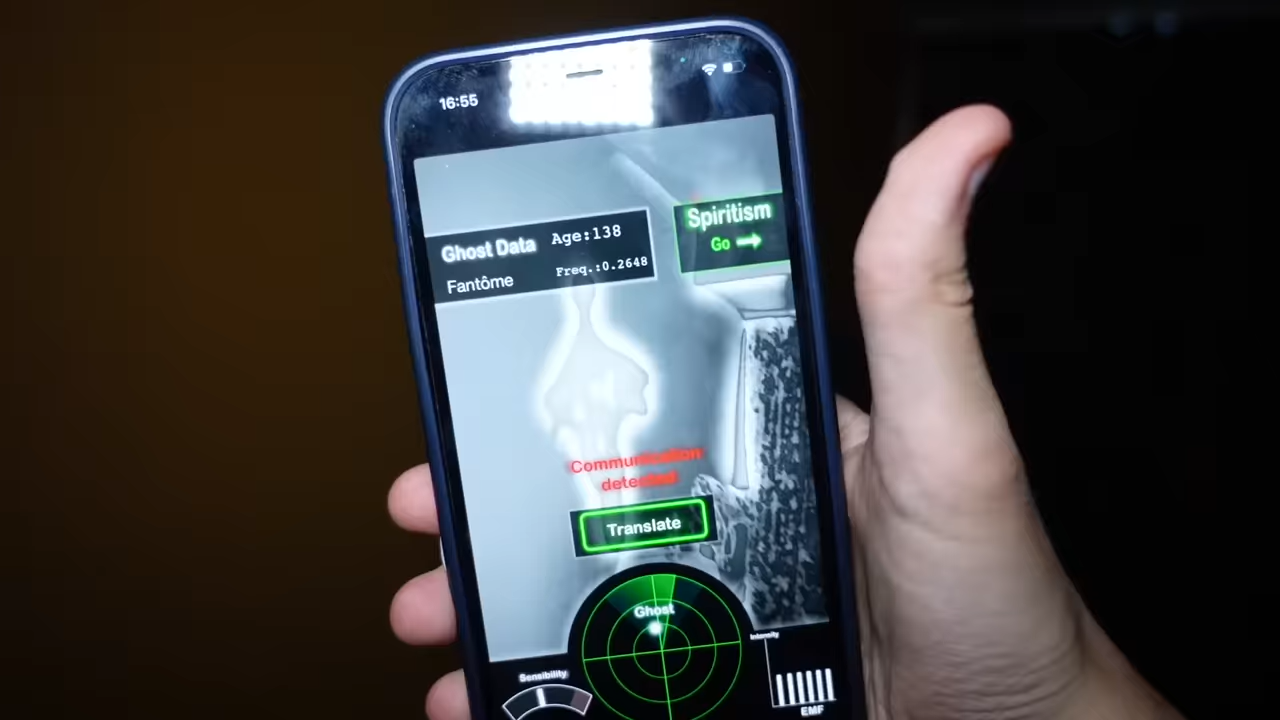 16:55
Spiritism
Go
Ghost Data Age:138
Fantôme Freq.:0.2648
Communication
detected
Translate
Ghost
Intensity
Sensibility
EMF